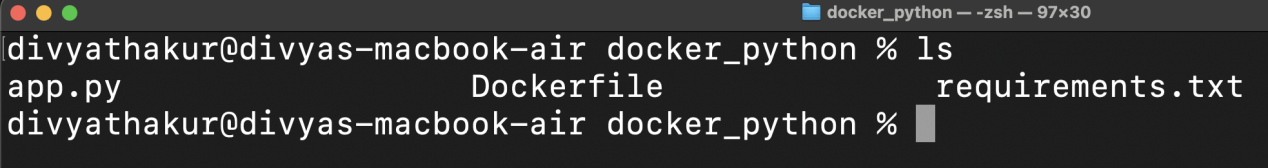 docker_python — -zsh — 97×30
divyathakur@divyas-macbook-air docker_python % ls
app.py Dockerfile requirements.txt
divyathakur@divyas-macbook-air docker_python %